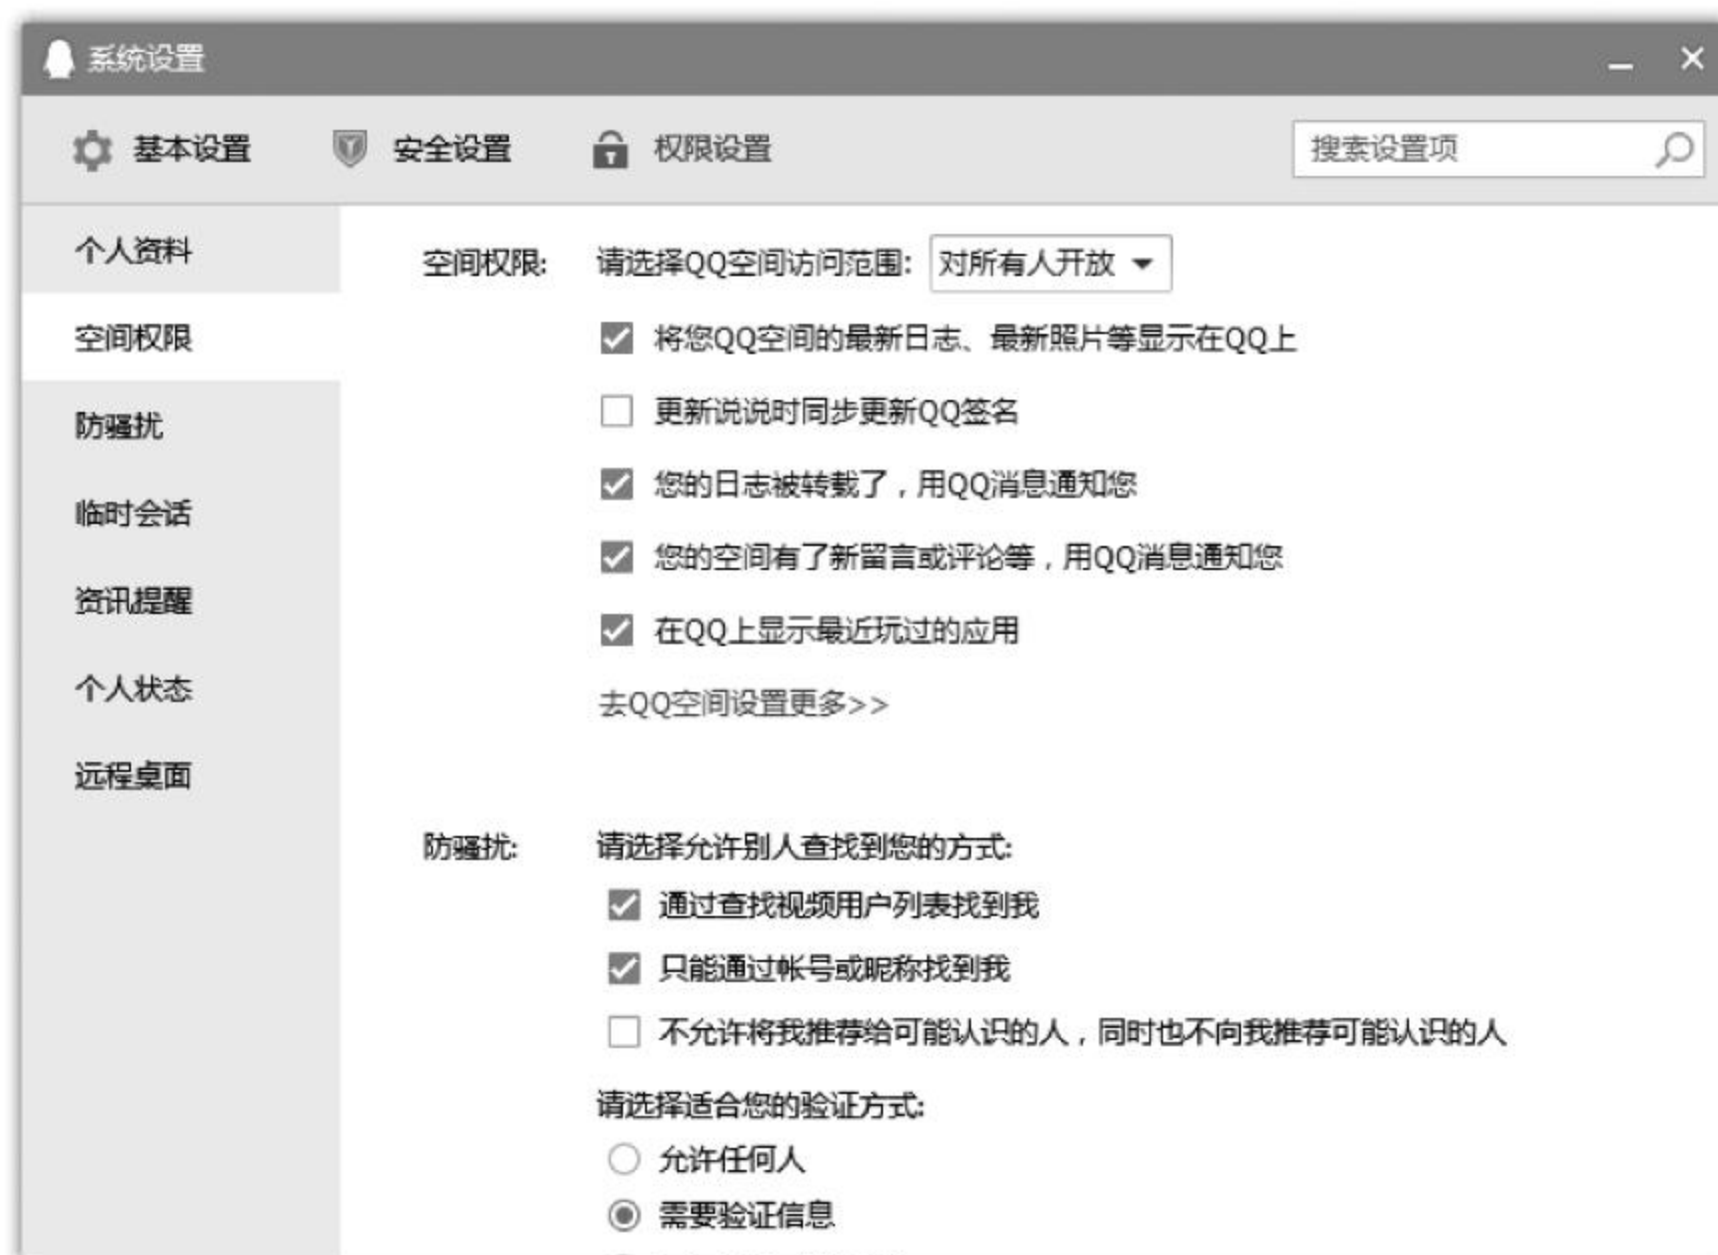 系统设置
基本设置 安全设置 权限设置 搜索设置项
个人资料
空间权限
防骚扰
临时会话
资讯提醒
个人状态
远程桌面
空间权限: 请选择QQ空间访问范围: 对所有人开放
将您QQ空间的最新日志、最新照片等显示在QQ上
更新说说时同步更新QQ签名
您的日志被转载了，用QQ消息通知您
您的空间有了新留言或评论等，用QQ消息通知您
在QQ上显示最近玩过的应用
去QQ空间设置更多>>
防骚扰: 请选择允许别人查找到您的方式:
通过查找视频用户列表找到我
只能通过帐号或昵称找到我
不允许将我推荐给可能认识的人，同时也不向我推荐可能认识的人
请选择适合您的验证方式:
允许任何人
需要验证信息